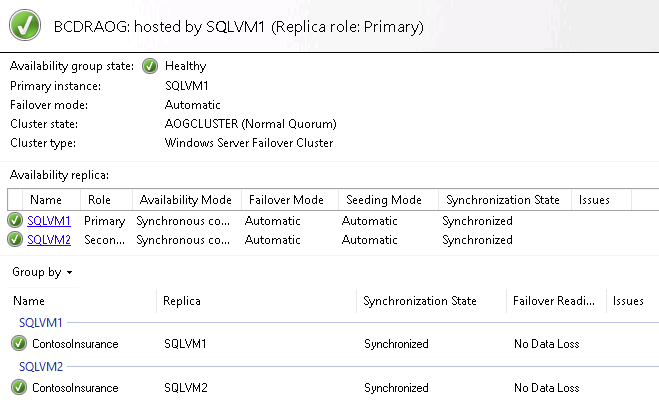 BCDRAOG: hosted by SQLVM1 (Replica role: Primary)
Availability group state: Healthy
Primary instance: SQLVM1
Failover mode: Automatic
Cluster state: AOGCLUSTER (Normal Quorum)
Cluster type: Windows Server Failover Cluster
Availability replica:
Name Role Availability Mode Failover Mode Seeding Mode Synchronization State Issues
SQLVM1 Primary Synchronous co... Automatic Automatic Synchronized
SQLVM2 Secon... Synchronous co... Automatic Automatic Synchronized
Group by
Name Replica Synchronization State Failover Readi... Issues
SQLVM1
ContosoInsurance SQLVM1 Synchronized No Data Loss
SQLVM2
ContosoInsurance SQLVM2 Synchronized No Data Loss